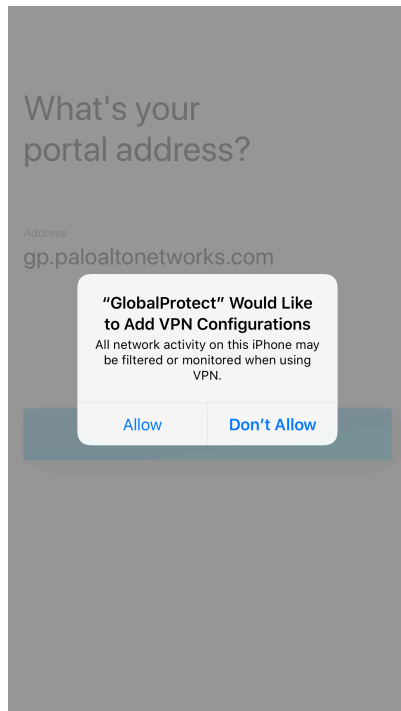 What's your
portal address?
Address
gp.paloaltonetworks.com
“GlobalProtect” Would Like
to Add VPN Configurations
All network activity on this iPhone may
be filtered or monitored when using
VPN.
Allow
Don’t Allow